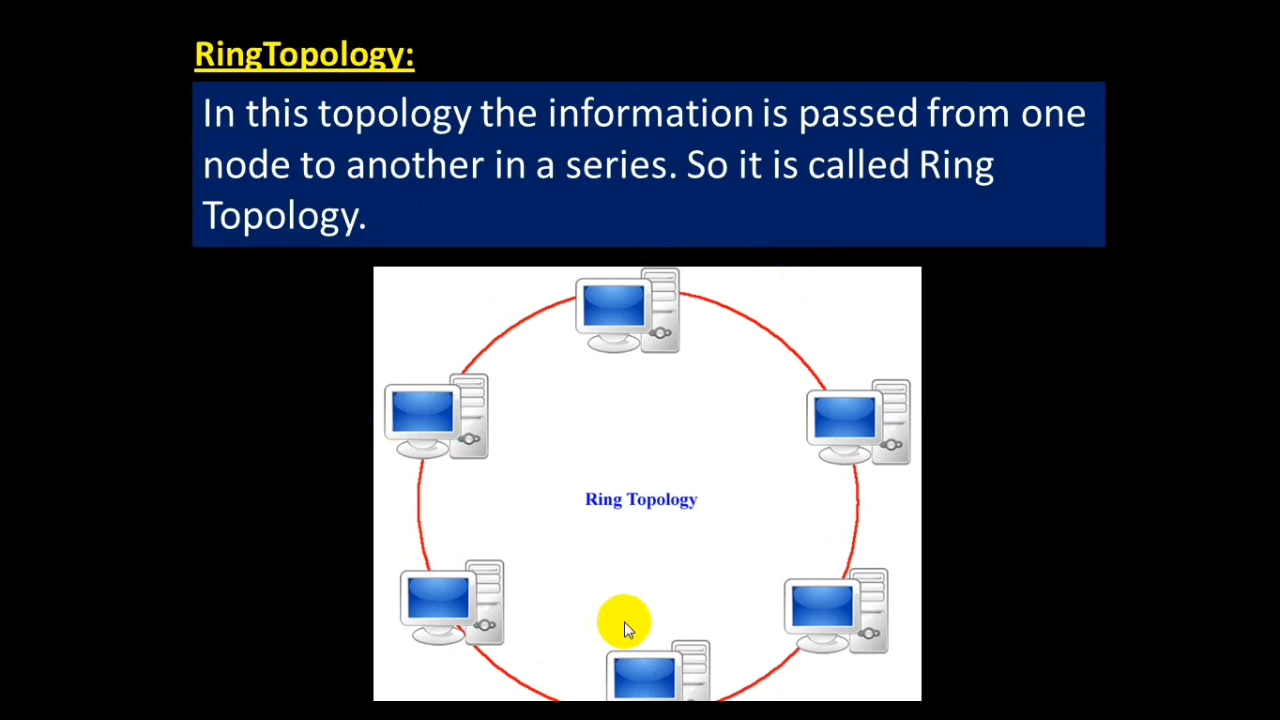 RingTopology:
In this topology the information is passed from one
node to another in a series. So it is called Ring
Topology.
Ring Topology